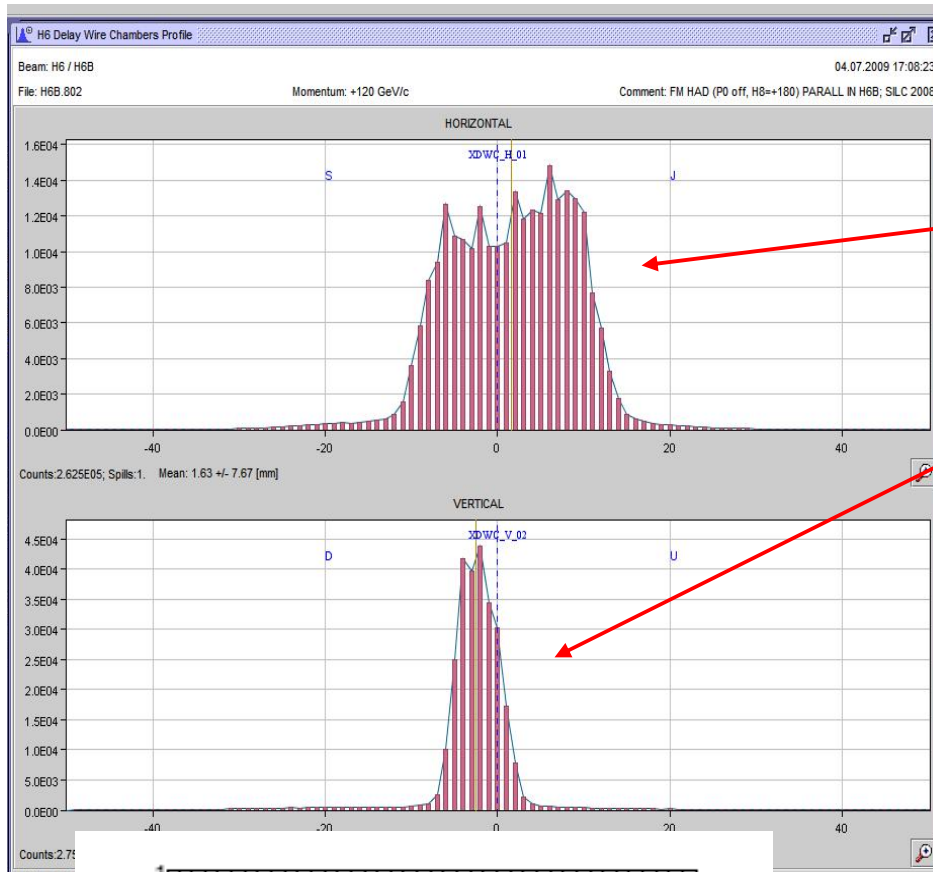 H6 Delay Wire Chambers Profile
Beam: H6 / H6B 04.07.2009 17:08:23
File: H6B.802 Momentum: +120 GeV/c Comment: FM HAD (P0 off, H8=+180) PARALL IN H6B; SILC 2008
HORIZONTAL
1.6E04
XDWC_H_01
S J
1.4E04
1.2E04
1.0E04
8.0E03
6.0E03
4.0E03
2.0E03
0.0E00
-40 -20 0 20 40
Counts:2.625E05; Spills:1. Mean: 1.63 +/- 7.67 [mm]
VERTICAL
4.5E04
XDWC_V_02
D U
4.0E04
3.5E04
3.0E04
2.5E04
2.0E04
1.5E04
1.0E04
5.0E03
0.0E00
-40 -20 0 20 40
Counts:2.75
1